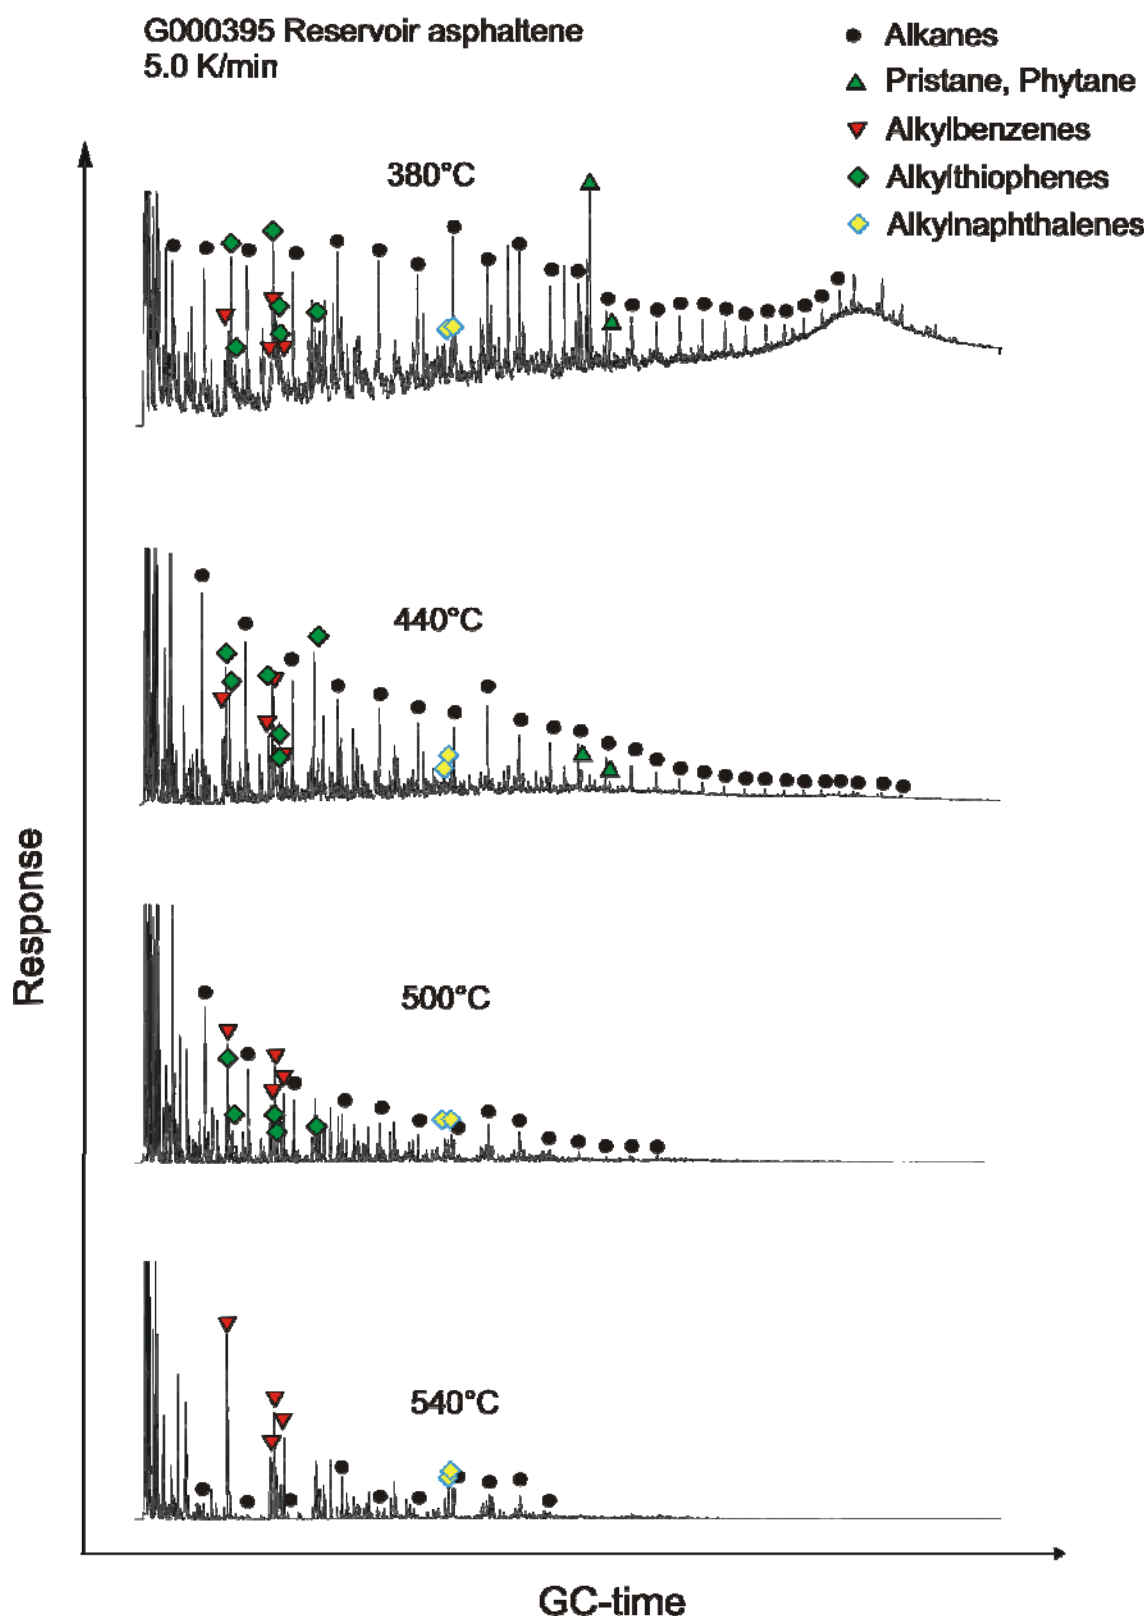 G000395 Reservoir asphaltene
5.0 K/min
Alkanes
Pristane, Phytane
Alkylbenzenes
Alkylthiophenes
Alkylnaphthalenes
380°C
440°C
500°C
540°C
Response
GC-time